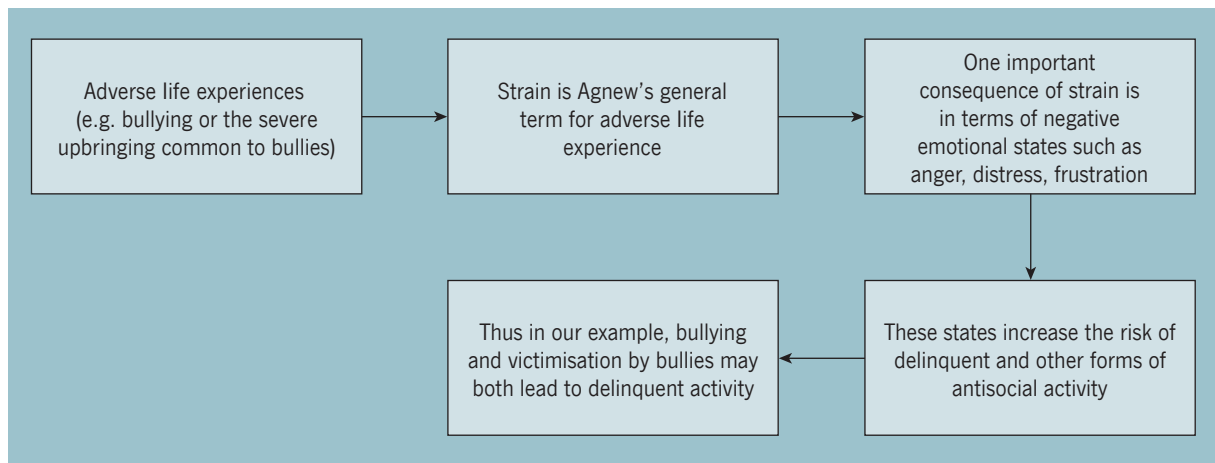 Adverse life experiences
(e.g. bullying or the severe
upbringing common to bullies)
Strain is Agnew's general
term for adverse life
experience
One important
consequence of strain is
in terms of negative
emotional states such as
anger, distress, frustration
These states increase the risk of
delinquent and other forms of
antisocial activity
Thus in our example, bullying
and victimisation by bullies may
both lead to delinquent activity